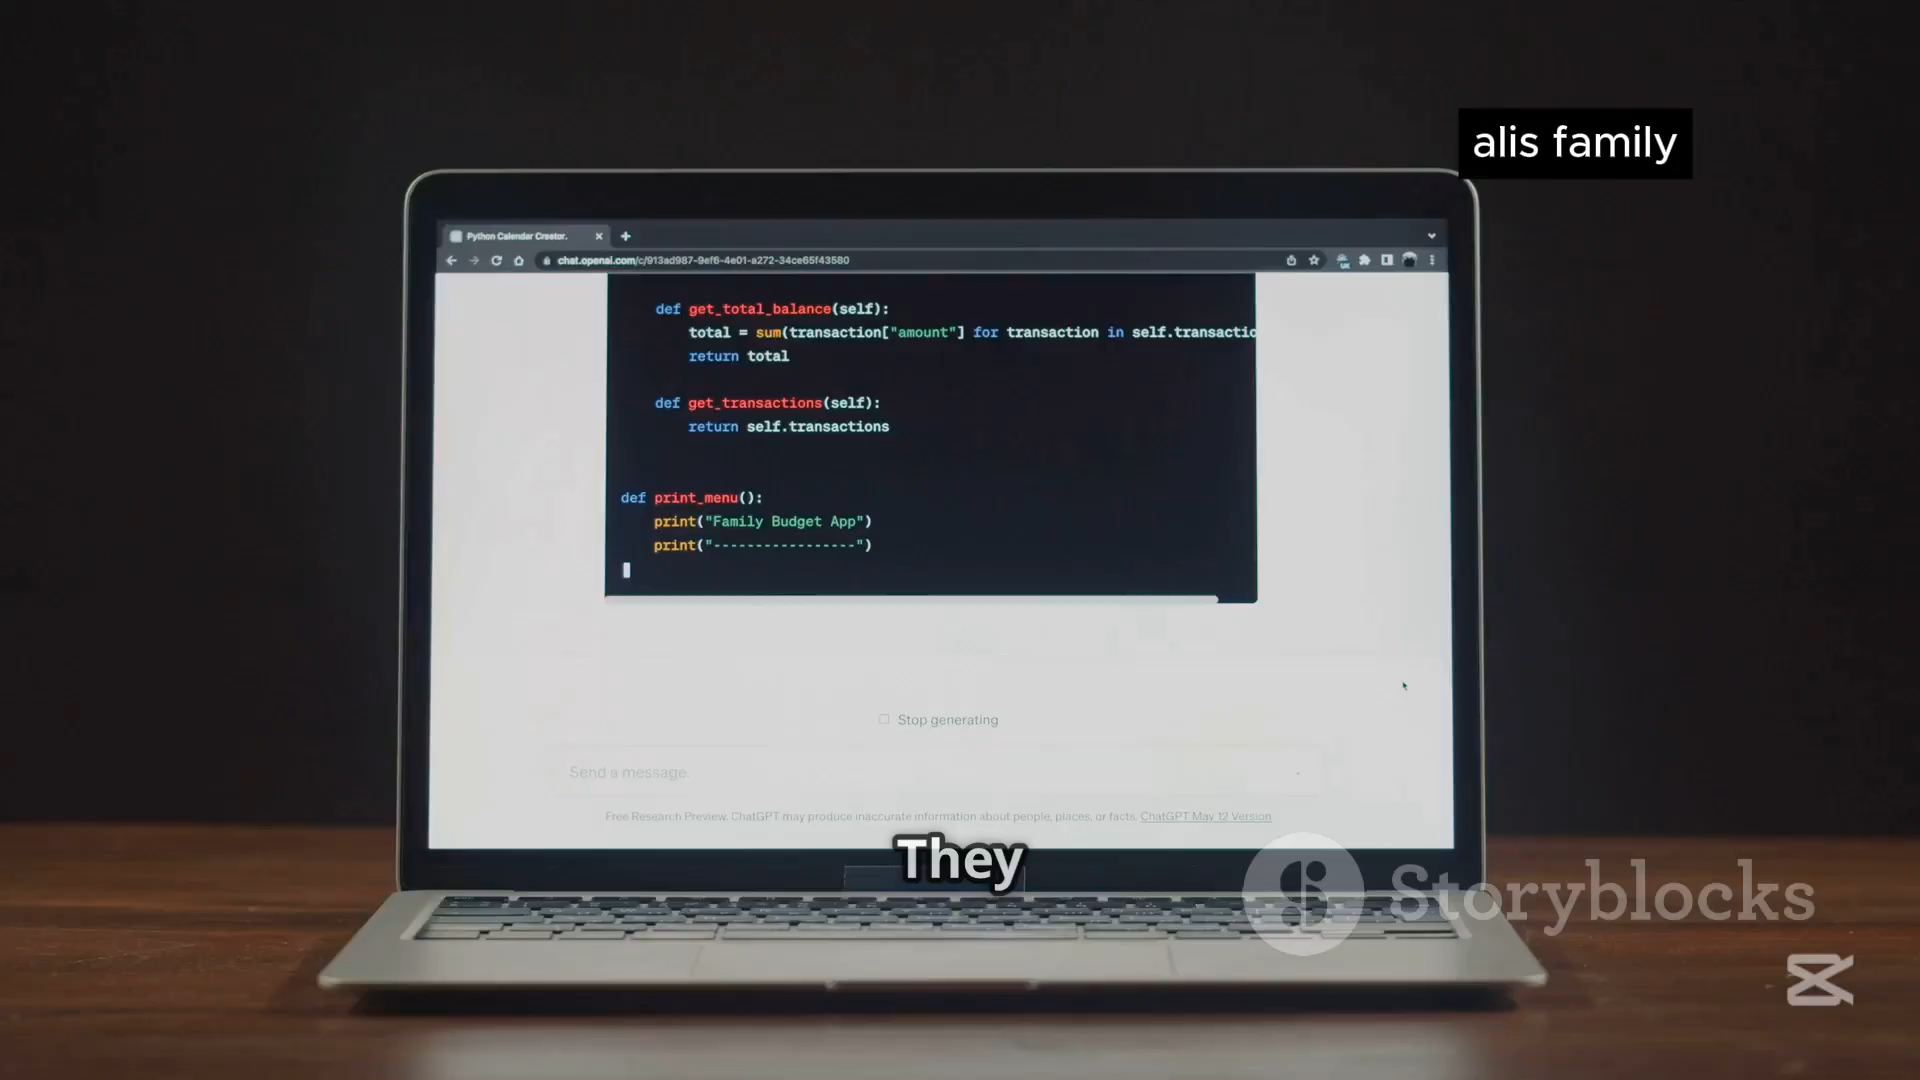 alis family
Python Calendar Creator.
chat.openai.com/c/913ad987-9ef6-4e01-a272-34ce65f43580
def get_total_balance(self):
total = sum(transaction["amount"] for transaction in self.transactio
return total
def get_transactions(self):
return self.transactions
def print_menu():
print("Family Budget App")
print("-----------------")
Stop generating
Send a message.
Free Research Preview. ChatGPT may produce inaccurate information about people, places, or facts. ChatGPT May 12 Version
They
Storyblocks